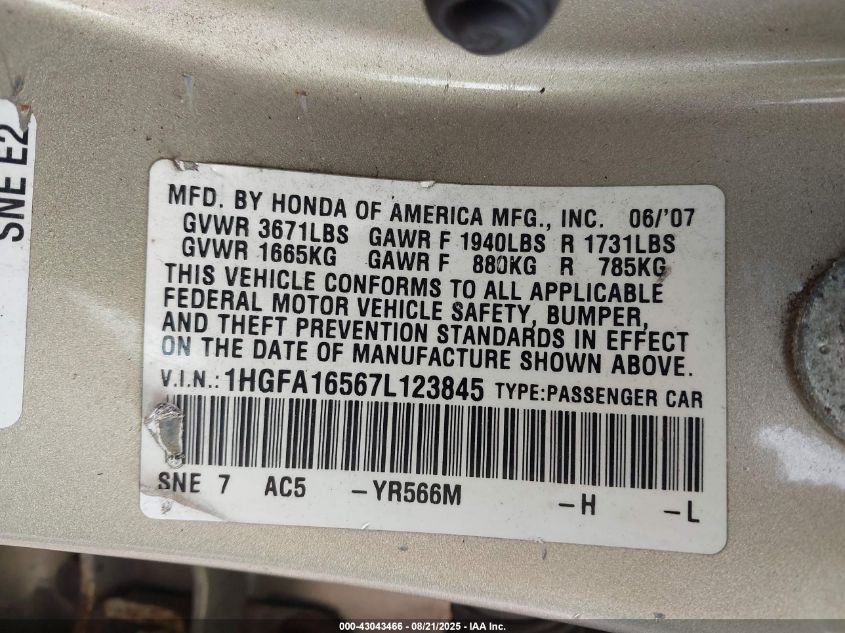 SNE E2
MFD. BY HONDA OF AMERICA MFG., INC. 06/'07
GVWR 3671LBS GAWR F 1940LBS R 1731LBS
GVWR 1665KG GAWR F 880KG R 785KG
THIS VEHICLE CONFORMS TO ALL APPLICABLE
FEDERAL MOTOR VEHICLE SAFETY, BUMPER,
AND THEFT PREVENTION STANDARDS IN EFFECT
ON THE DATE OF MANUFACTURE SHOWN ABOVE.
V.I.N.: 1HGFA16567L123845 TYPE:PASSENGER CAR
SNE 7 AC5 -YR566M -H -L
000-43043466 - 08/21/2025 - IAA Inc.